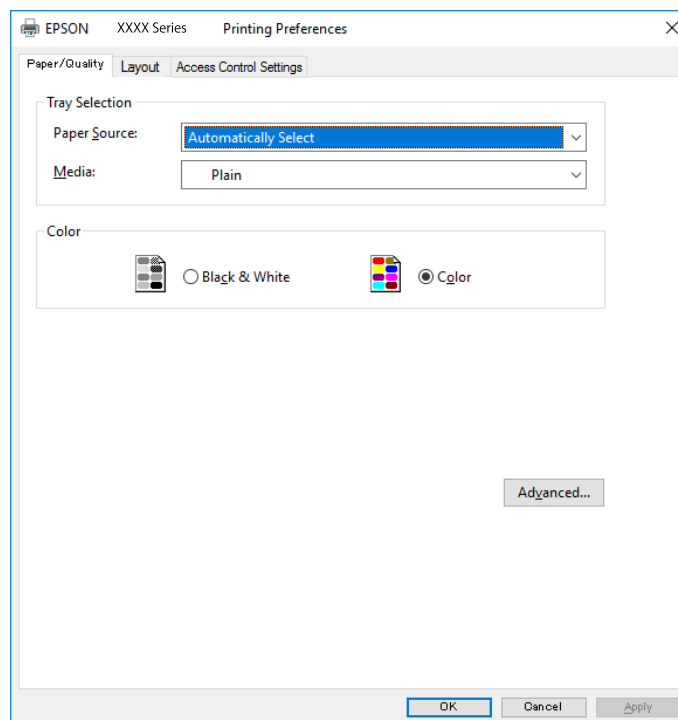 EPSON XXXX Series Printing Preferences
Paper/Quality Layout Access Control Settings
Tray Selection
Paper Source: Automatically Select
Media: Plain
Color
Black & White Color
Advanced...
OK Cancel Apply